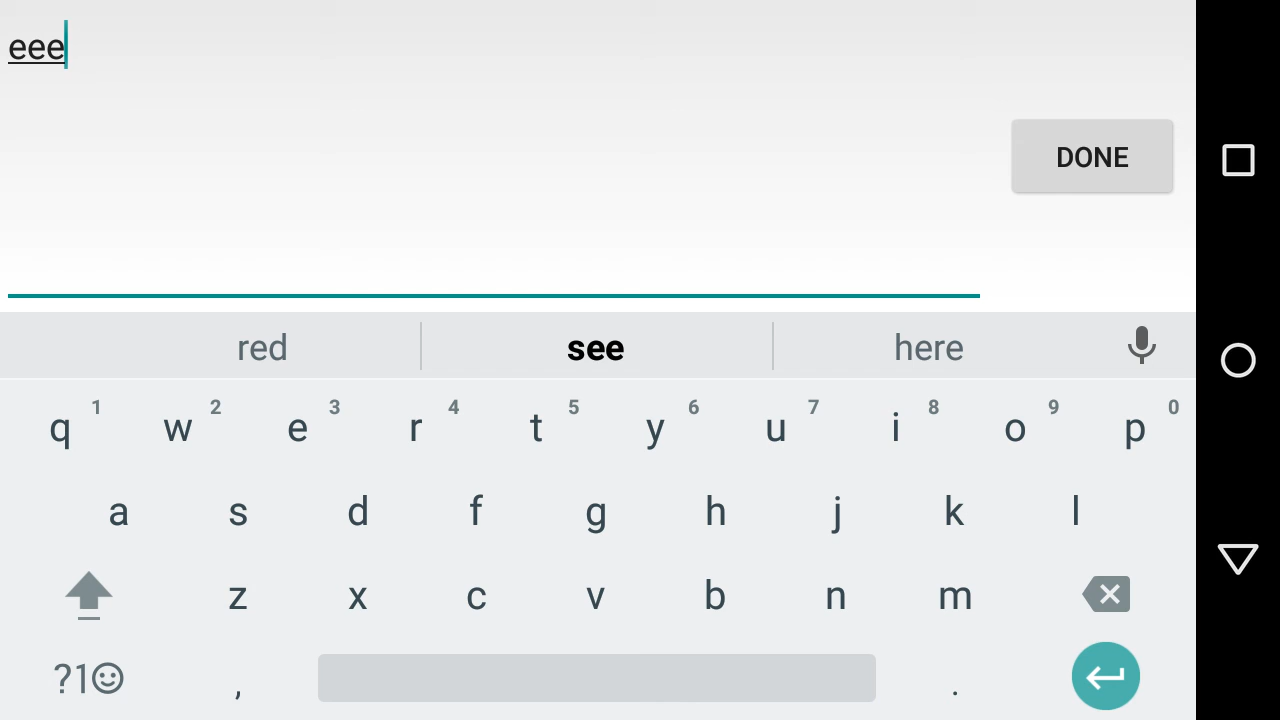 eee
DONE
red see here
q 1 w 2 e 3 r 4 t 5 y 6 u 7 i 8 o 9 p 0
a s d f g h j k l
z x c v b n m
?1☺ , .